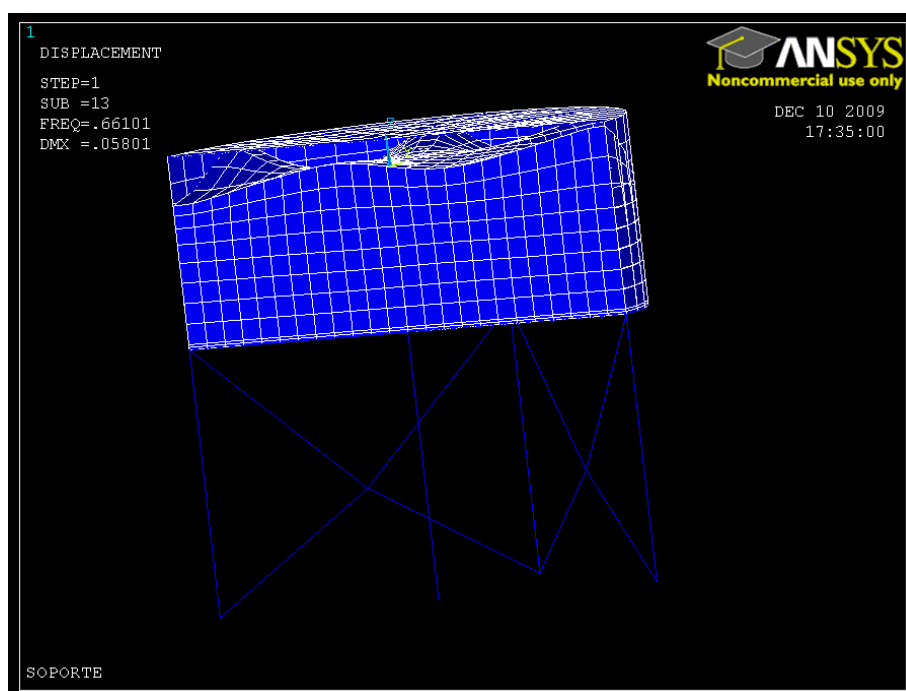 1
DISPLACEMENT
STEP=1
SUB =13
FREQ=.66101
DMX =.05801
ANSYS
Noncommercial use only
DEC 10 2009
17:35:00
SOPORTE